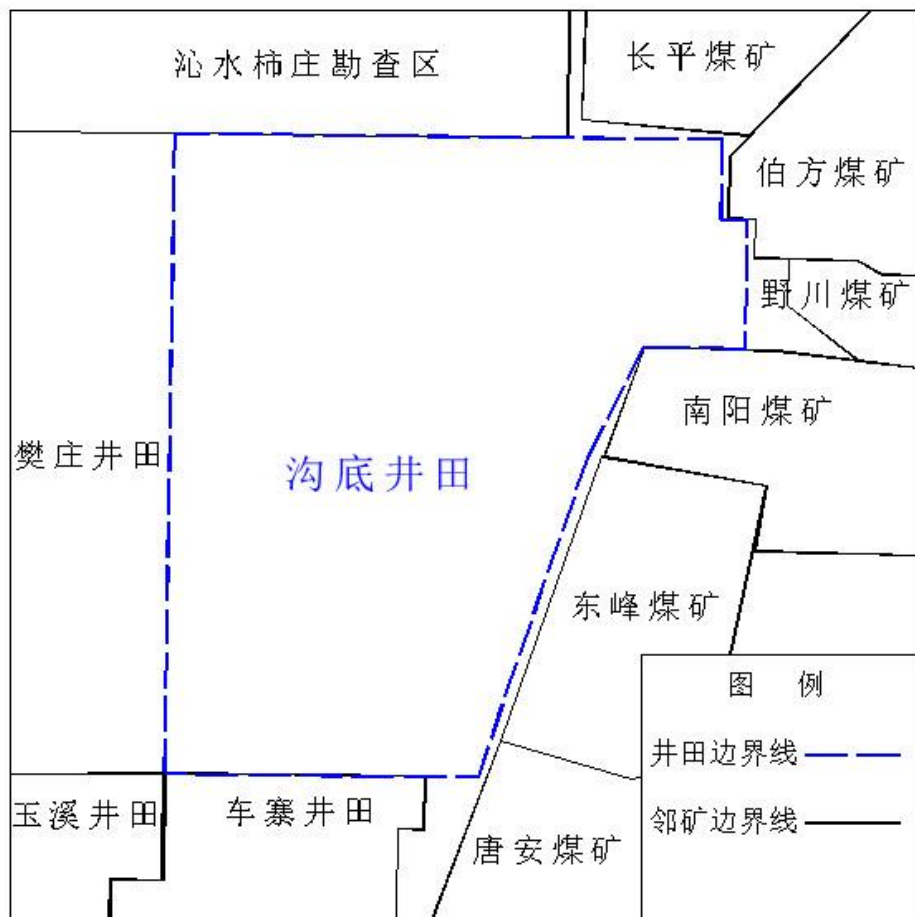 沁水柿庄勘查区
长平煤矿
伯方煤矿
野川煤矿
南阳煤矿
樊庄井田
沟底井田
东峰煤矿
图 例
井田边界线
邻矿边界线
玉溪井田
车寨井田
唐安煤矿